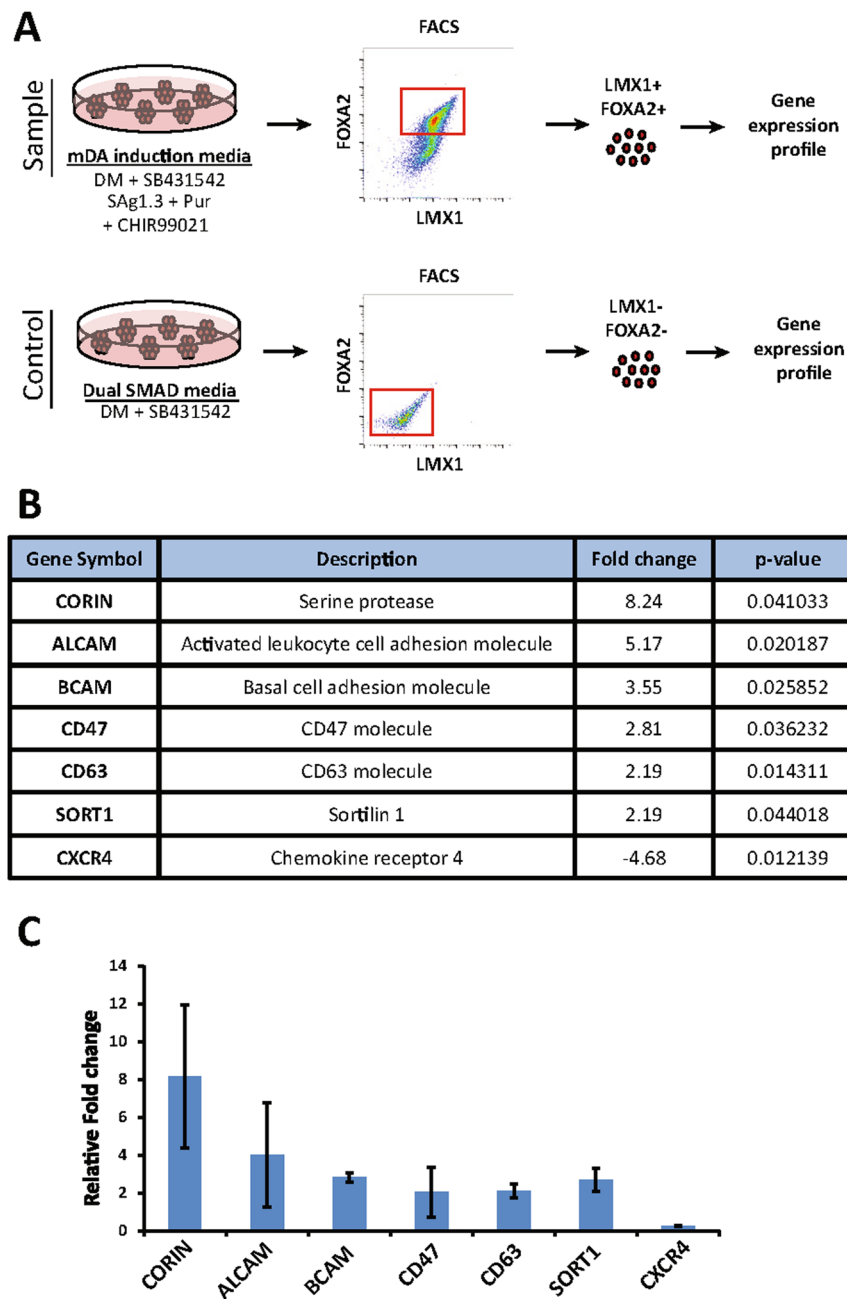 A
Sample
mDA induction media
DM + SB431542
SAg1.3 + Pur
+ CHIR99021
FACS
FOXA2
LMX1
LMX1+
FOXA2+
Gene
expression
profile
Control
Dual SMAD media
DM + SB431542
FACS
FOXA2
LMX1
LMX1-
FOXA2-
Gene
expression
profile
B
Gene Symbol Description Fold change p-value
CORIN Serine protease 8.24 0.041033
ALCAM Activated leukocyte cell adhesion molecule 5.17 0.020187
BCAM Basal cell adhesion molecule 3.55 0.025852
CD47 CD47 molecule 2.81 0.036232
CD63 CD63 molecule 2.19 0.014311
SORT1 Sortilin 1 2.19 0.044018
CXCR4 Chemokine receptor 4 -4.68 0.012139
C
Relative Fold change
14
12
10
8
6
4
2
0
CORIN ALCAM BCAM CD47 CD63 SORT1 CXCR4